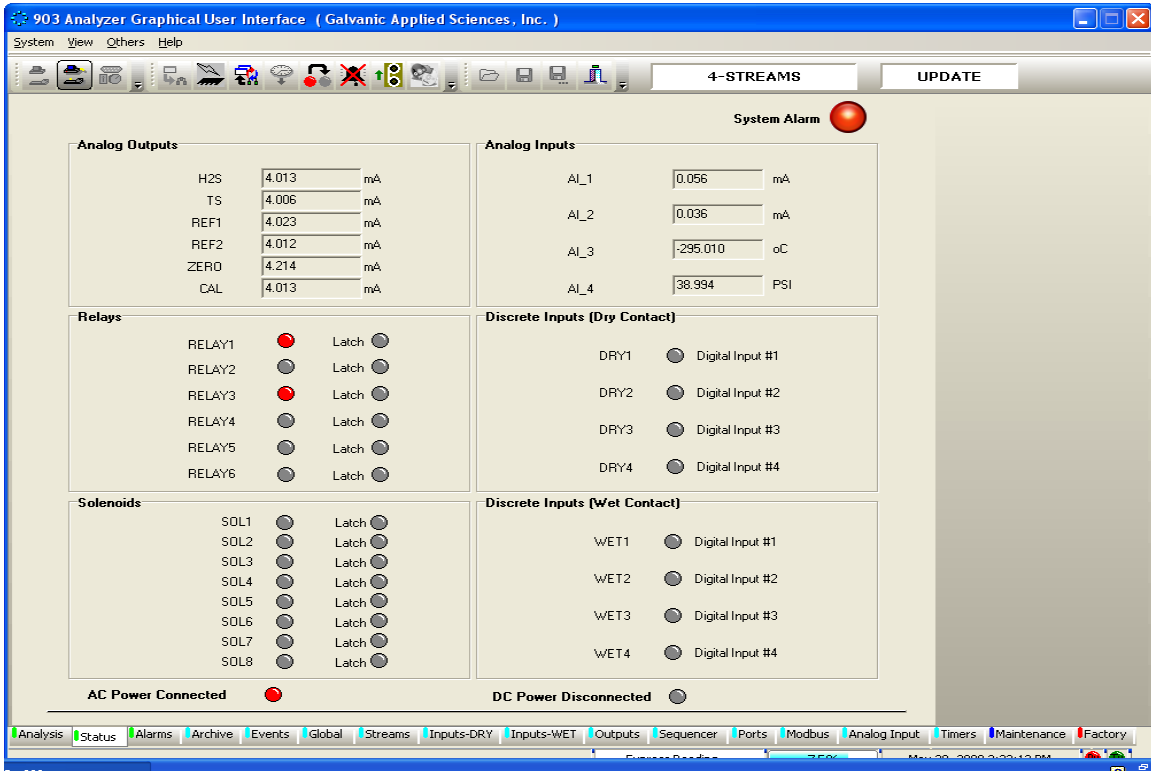 903 Analyzer Graphical User Interface ( Galvanic Applied Sciences, Inc. )
System View Others Help
4-STREAMS UPDATE
System Alarm
Analog Outputs
H2S 4.013 mA
TS 4.006 mA
REF1 4.023 mA
REF2 4.012 mA
ZERO 4.214 mA
CAL 4.013 mA
Analog Inputs
AI_1 0.056 mA
AI_2 0.036 mA
AI_3 -295.010 oC
AI_4 38.994 PSI
Relays
RELAY1 Latch
RELAY2 Latch
RELAY3 Latch
RELAY4 Latch
RELAY5 Latch
RELAY6 Latch
Discrete Inputs (Dry Contact)
DRY1 Digital Input #1
DRY2 Digital Input #2
DRY3 Digital Input #3
DRY4 Digital Input #4
Solenoids
SOL1 Latch
SOL2 Latch
SOL3 Latch
SOL4 Latch
SOL5 Latch
SOL6 Latch
SOL7 Latch
SOL8 Latch
Discrete Inputs (Wet Contact)
WET1 Digital Input #1
WET2 Digital Input #2
WET3 Digital Input #3
WET4 Digital Input #4
AC Power Connected
DC Power Disconnected
Analysis Status Alarms Archive Events Global Streams Inputs-DRY Inputs-WET Outputs Sequencer Ports Modbus Analog Input Timers Maintenance Factory